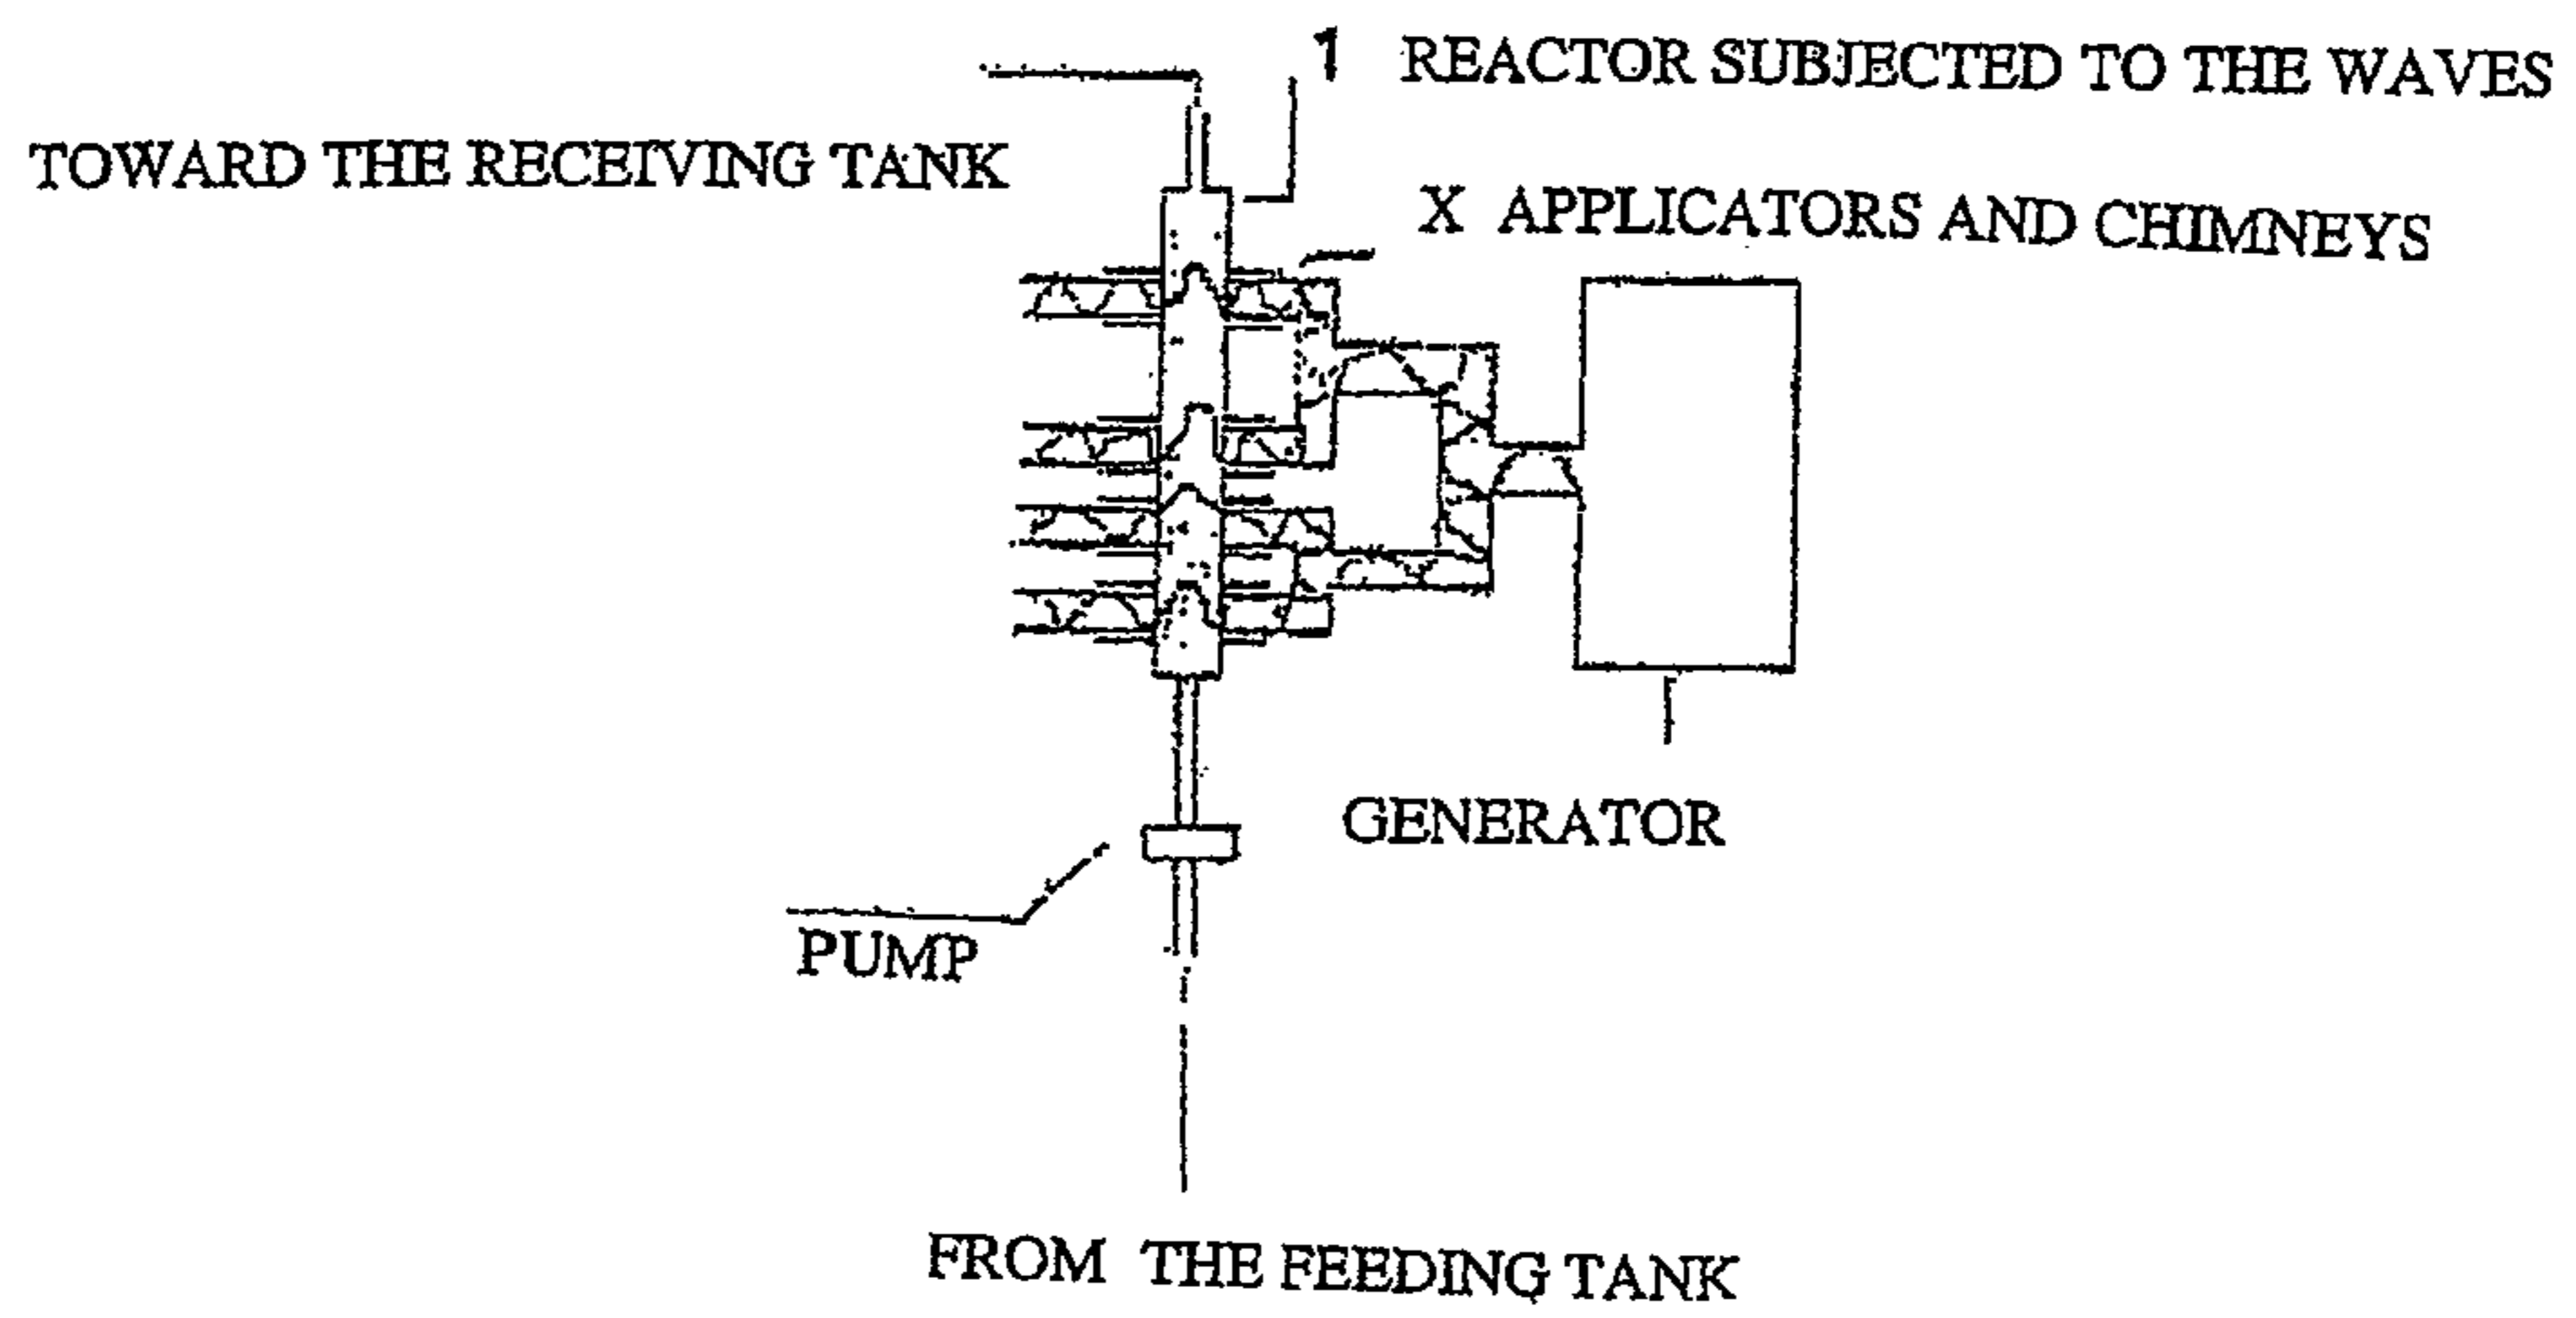 1 REACTOR SUBJECTED TO THE WAVES
TOWARD THE RECEIVING TANK
X APPLICATORS AND CHIMNEYS
GENERATOR
PUMP
FROM THE FEEDING TANK